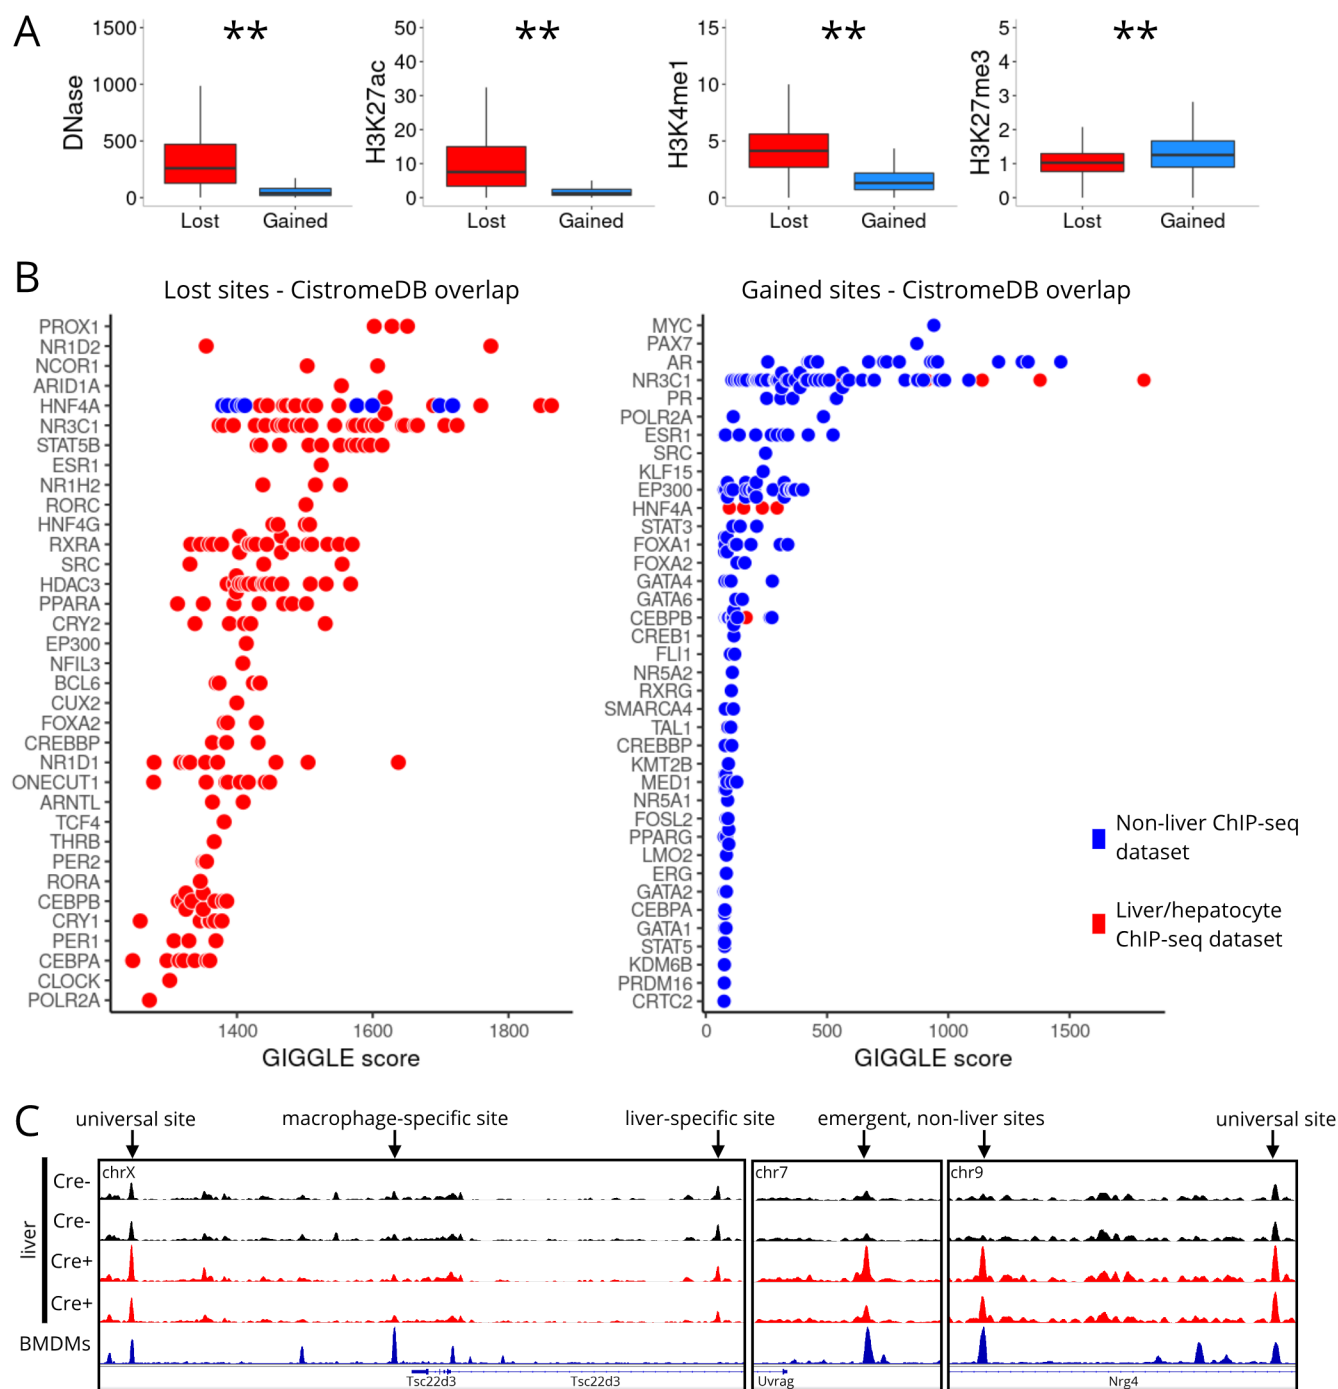 A
1500
1000
500
0
DNase
**
Lost
Gained
50
40
30
20
10
0
H3K27ac
**
Lost
Gained
15
10
5
0
H3K4me1
**
Lost
Gained
5
4
3
2
1
0
H3K27me3
**
Lost
Gained
B
Lost sites - CistromeDB overlap
PROX1
NR1D2
NCOR1
ARID1A
HNF4A
NR3C1
STAT5B
ESR1
NR1H2
RORC
HNF4G
RXRA
SRC
HDAC3
PPARA
CRY2
EP300
NFIL3
BCL6
CUX2
FOXA2
CREBBP
NR1D1
ONECUT1
ARNTL
TCF4
THRB
PER2
RORA
CEBPB
CRY1
PER1
CEBPA
CLOCK
POLR2A
1400
1600
1800
GIGGLE score
Gained sites - CistromeDB overlap
MYC
PAX7
AR
NR3C1
PR
POLR2A
ESR1
SRC
KLF15
EP300
HNF4A
STAT3
FOXA1
FOXA2
GATA4
GATA6
CEBPB
CREB1
FLI1
NR5A2
RXRG
SMARCA4
TAL1
CREBBP
KMT2B
MED1
NR5A1
FOSL2
PPARG
LMO2
ERG
GATA2
CEBPA
GATA1
STAT5
KDM6B
PRDM16
CRTC2
0
500
1000
1500
GIGGLE score
Non-liver ChIP-seq
dataset
Liver/hepatocyte
ChIP-seq dataset
C
universal site
macrophage-specific site
liver-specific site
emergent, non-liver sites
universal site
liver
Cre-
Cre-
Cre+
Cre+
BMDMs
chrX
chr7
chr9
Tsc22d3
Tsc22d3
Uvrag
Nrg4